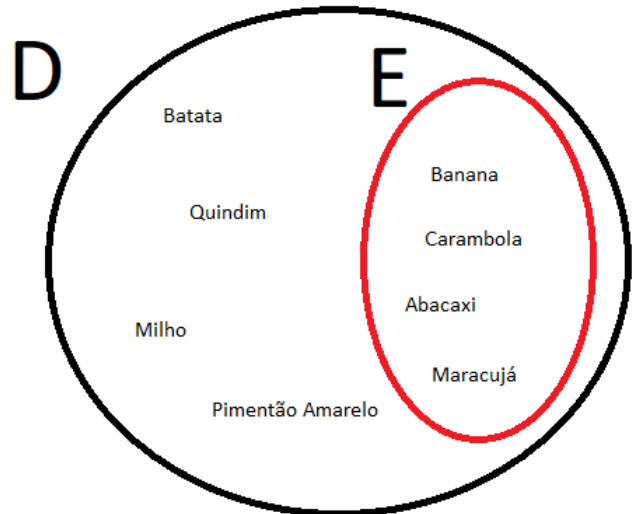 D
E
Batata
Banana
Quindim
Carambola
Abacaxi
Milho
Maracujá
Pimentão Amarelo